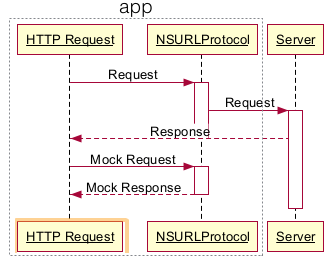 app
HTTP Request NSURLProtocol Server
Request
Request
Response
Mock Request
Mock Response
HTTP Request NSURLProtocol Server